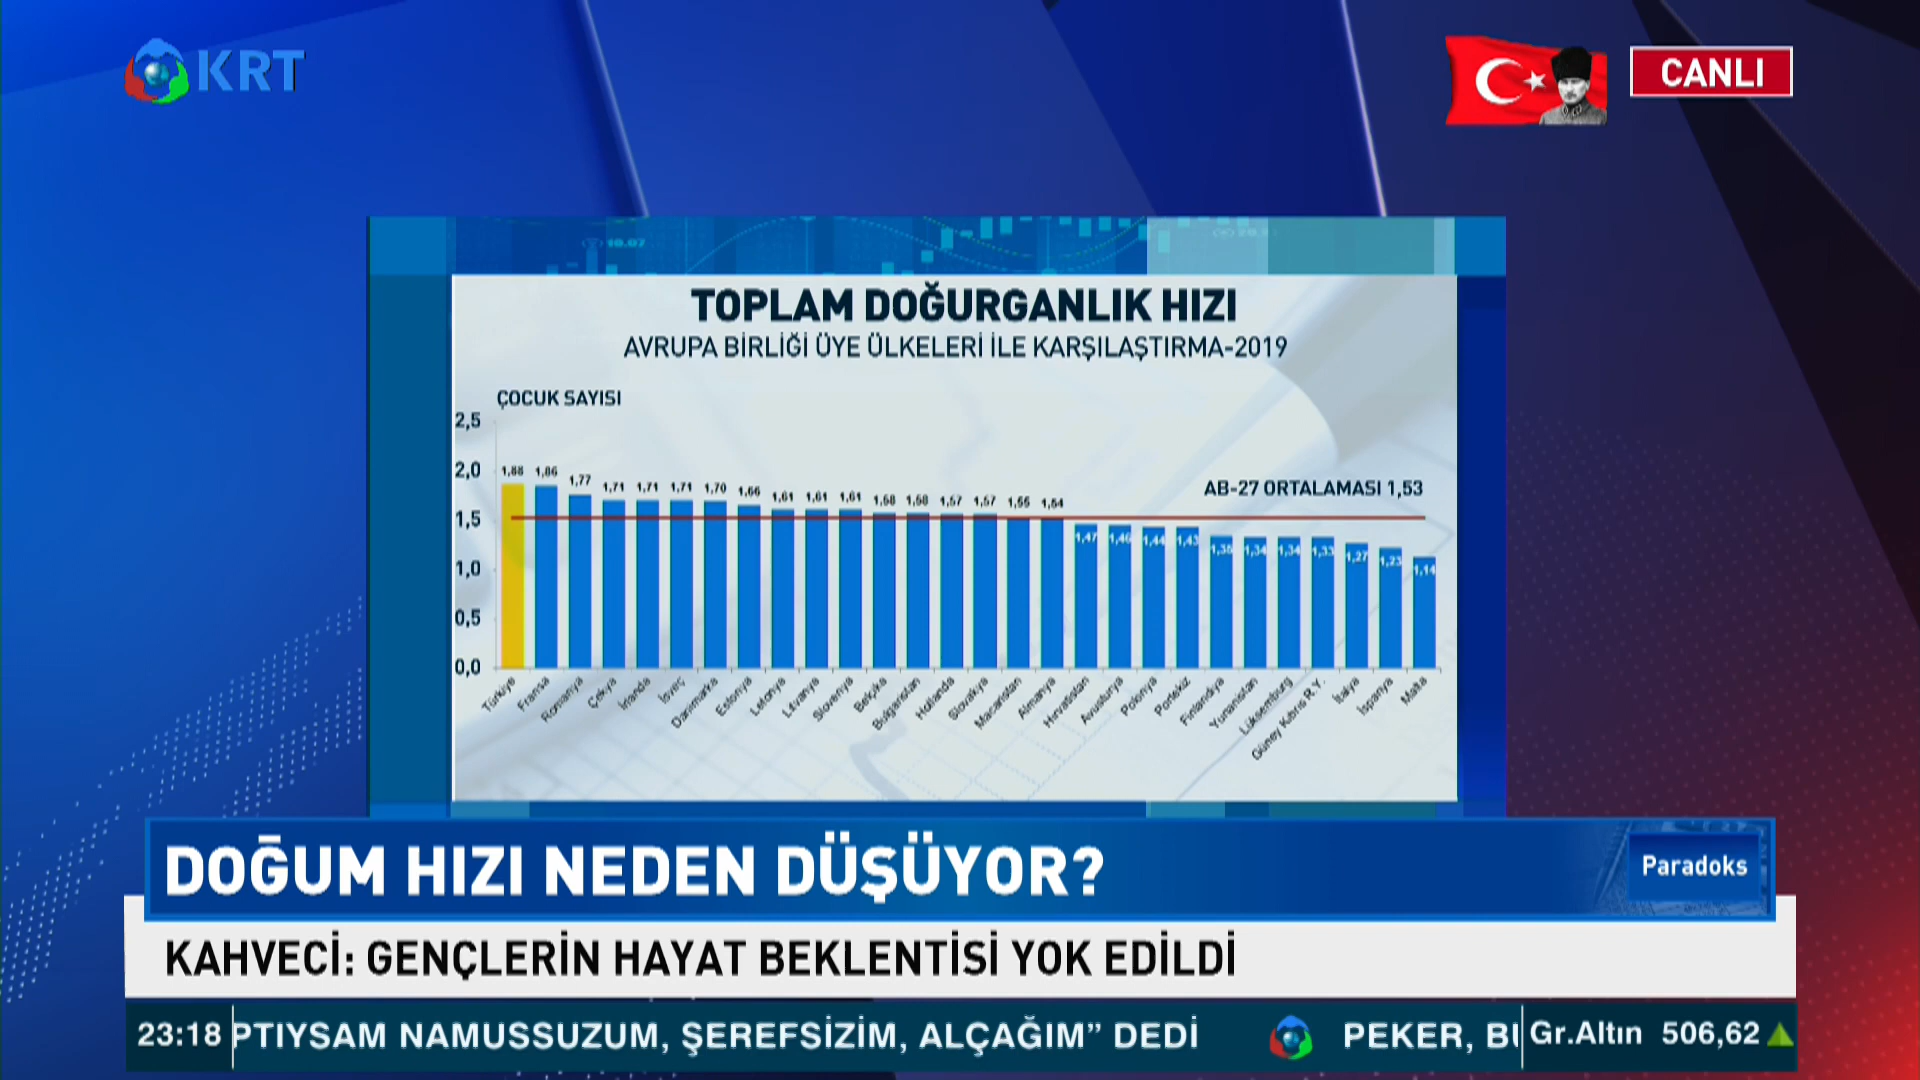 KRT
CANLI
TOPLAM DOĞURGANLIK HIZI
AVRUPA BİRLİĞİ ÜYE ÜLKELERİ İLE KARŞILAŞTIRMA-2019
ÇOCUK SAYISI
2,5
2,0
1,5
1,0
0,5
0,0
1,88 1,86 1,77 1,71 1,71 1,71 1,70 1,66 1,61 1,61 1,61 1,58 1,58 1,57 1,57 1,55 1,54 1,47 1,46 1,44 1,43 1,35 1,34 1,34 1,33 1,27 1,23 1,14
AB-27 ORTALAMASI 1,53
Türkiye Fransa Romanya Çekya İrlanda İsveç Danimarka Estonya Letonya Litvanya Slovenya Belçika Bulgaristan Hollanda Slovakya Macaristan Almanya Hırvatistan Avusturya Polonya Portekiz Finlandiya Yunanistan Lüksemburg Güney Kıbrıs R.Y. İtalya İspanya Malta
DOĞUM HIZI NEDEN DÜŞÜYOR?
Paradoks
KAHVECİ: GENÇLERİN HAYAT BEKLENTİSİ YOK EDİLDİ
23:18 PTIYSAM NAMUSSUZUM, ŞEREFSİZİM, ALÇAĞIM” DEDİ PEKER, Gr.Altın 506,62